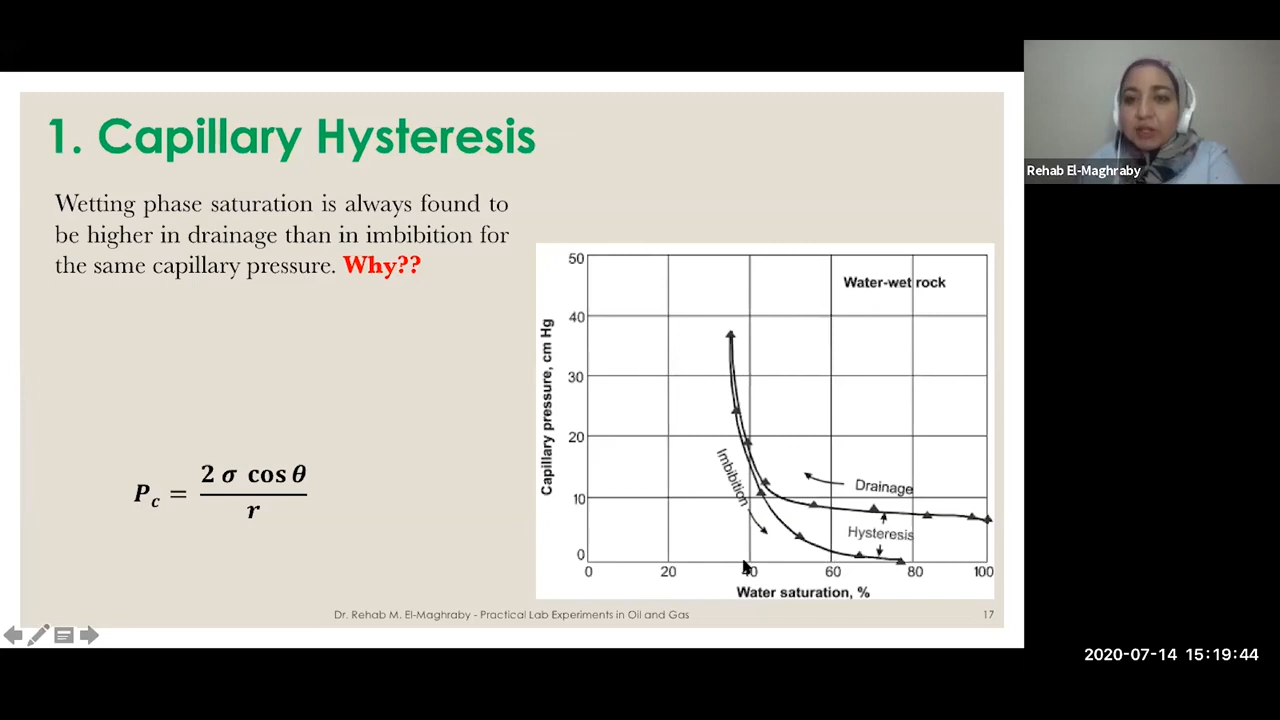 1. Capillary Hysteresis
Wetting phase saturation is always found to
be higher in drainage than in imbibition for
the same capillary pressure. Why??
P_c = 2 σ cos θ / r
Water-wet rock
Capillary pressure, cm Hg
50
40
30
20
10
0
Imbibition
Drainage
Hysteresis
0 20 40 60 80 100
Water saturation, %
Dr. Rehab M. El-Maghraby - Practical Lab Experiments in Oil and Gas
17
Rehab El-Maghraby
2020-07-14 15:19:44